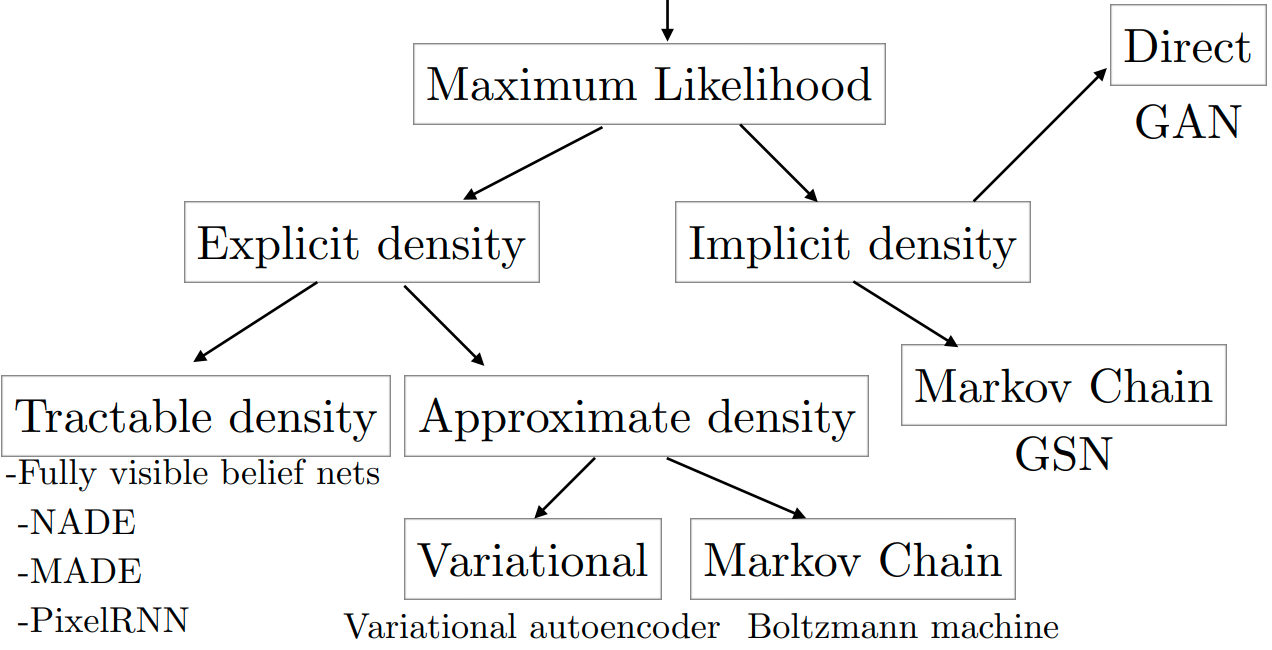 Direct
GAN
Maximum Likelihood
Explicit density
Implicit density
Tractable density
-Fully visible belief nets
-NADE
-MADE
-PixelRNN
Approximate density
Markov Chain
GSN
Variational
Variational autoencoder
Markov Chain
Boltzmann machine